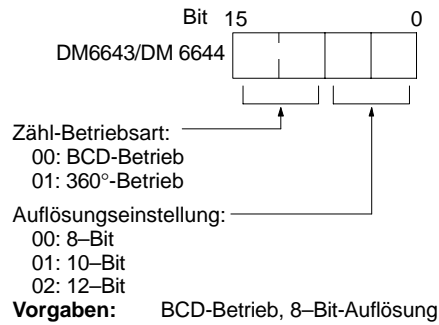 Bit 15 0
DM6643/DM 6644
Zähl-Betriebsart:
00: BCD-Betrieb
01: 360°-Betrieb
Auflösungseinstellung:
00: 8–Bit
01: 10–Bit
02: 12–Bit
Vorgaben: BCD-Betrieb, 8–Bit-Auflösung